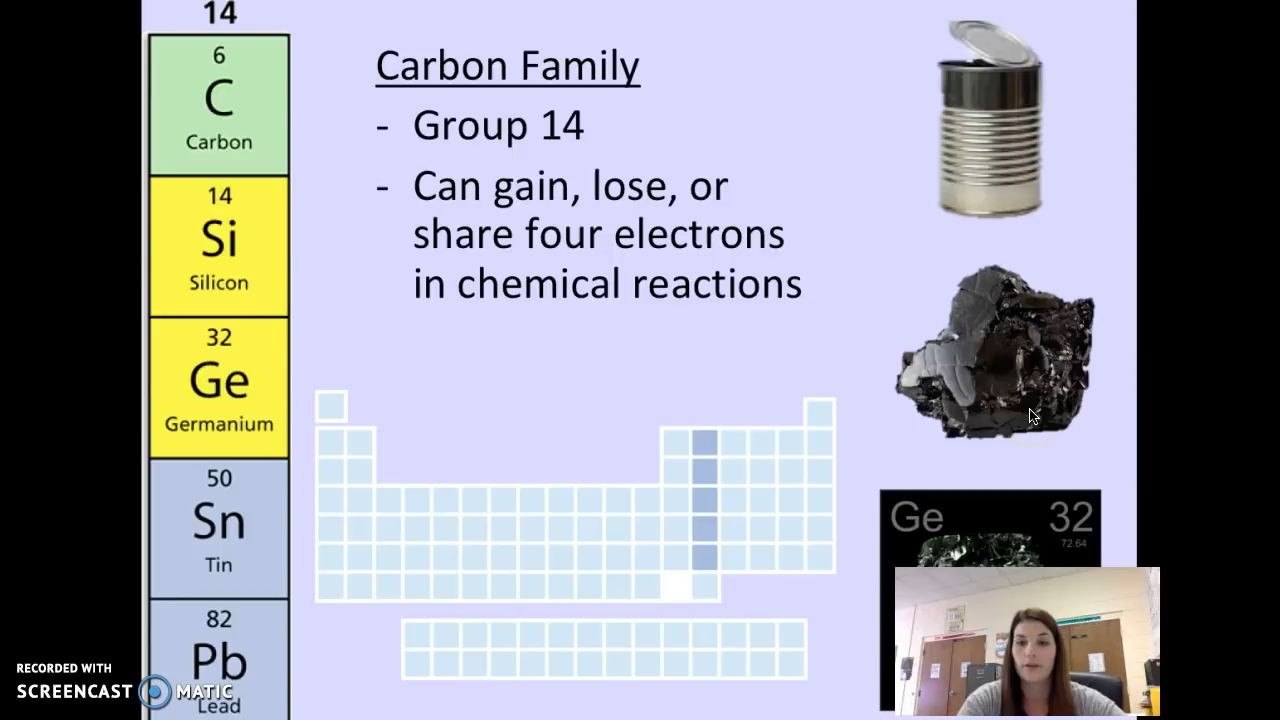 14
6
C
Carbon
14
Si
Silicon
32
Ge
Germanium
50
Sn
Tin
82
Pb
Lead
Carbon Family
- Group 14
- Can gain, lose, or
share four electrons
in chemical reactions
Ge 32
72.64
RECORDED WITH
SCREENCAST MATIC